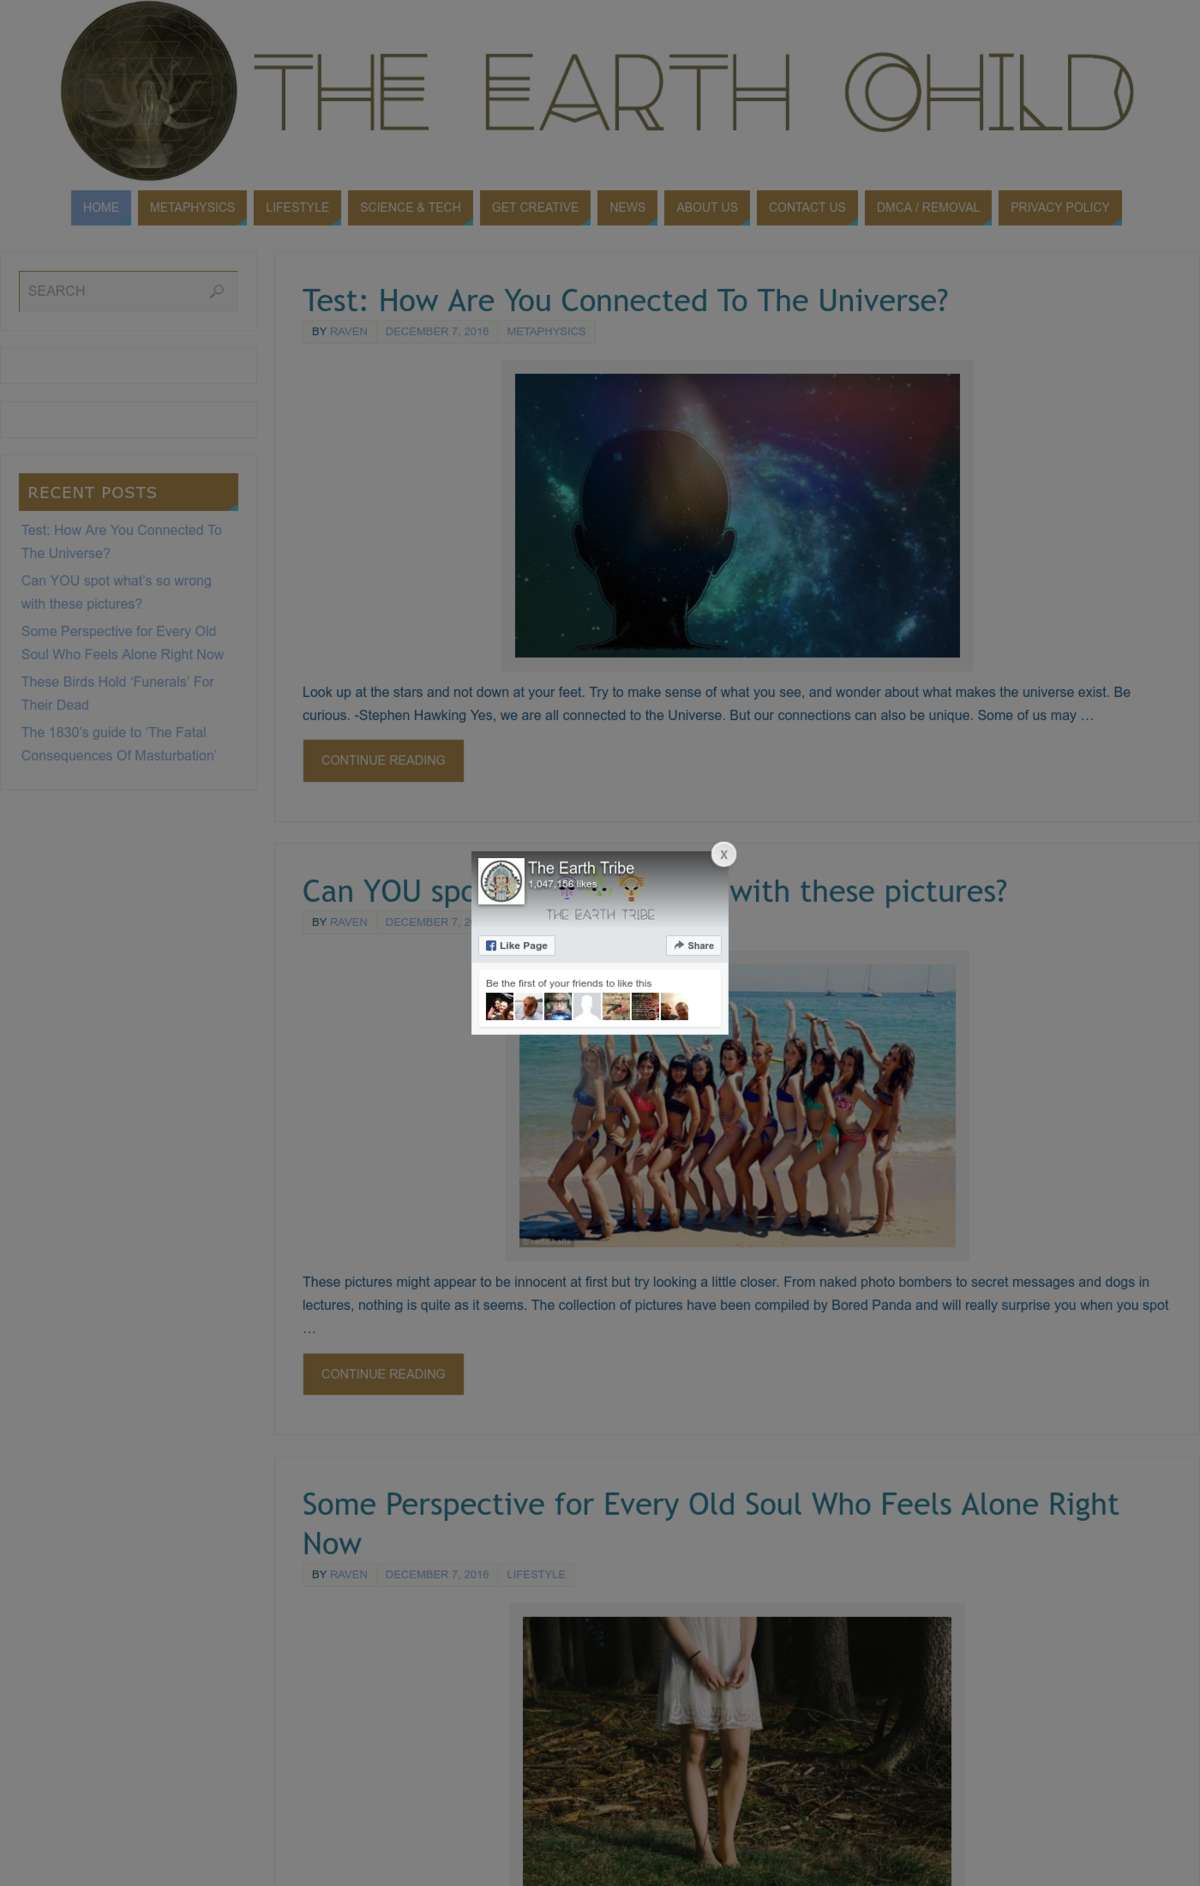 THE EARTH CHILD
HOME
METAPHYSICS
LIFESTYLE
SCIENCE & TECH
GET CREATIVE
NEWS
ABOUT US
CONTACT US
DMCA / REMOVAL
PRIVACY POLICY
SEARCH
RECENT POSTS
Test: How Are You Connected To
The Universe?
Can YOU spot what’s so wrong
with these pictures?
Some Perspective for Every Old
Soul Who Feels Alone Right Now
These Birds Hold ‘Funerals’ For
Their Dead
The 1830’s guide to ‘The Fatal
Consequences Of Masturbation’
Test: How Are You Connected To The Universe?
BY RAVEN DECEMBER 7, 2016 METAPHYSICS
Look up at the stars and not down at your feet. Try to make sense of what you see, and wonder about what makes the universe exist. Be
curious. -Stephen Hawking Yes, we are all connected to the Universe. But our connections can also be unique. Some of us may …
CONTINUE READING
Can YOU spo with these pictures?
BY RAVEN DECEMBER 7, 2
The Earth Tribe
1,047,156 likes
THE EARTH TRIBE
Like Page
Share
Be the first of your friends to like this
X
These pictures might appear to be innocent at first but try looking a little closer. From naked photo bombers to secret messages and dogs in
lectures, nothing is quite as it seems. The collection of pictures have been compiled by Bored Panda and will really surprise you when you spot
…
CONTINUE READING
Some Perspective for Every Old Soul Who Feels Alone Right
Now
BY RAVEN DECEMBER 7, 2016 LIFESTYLE